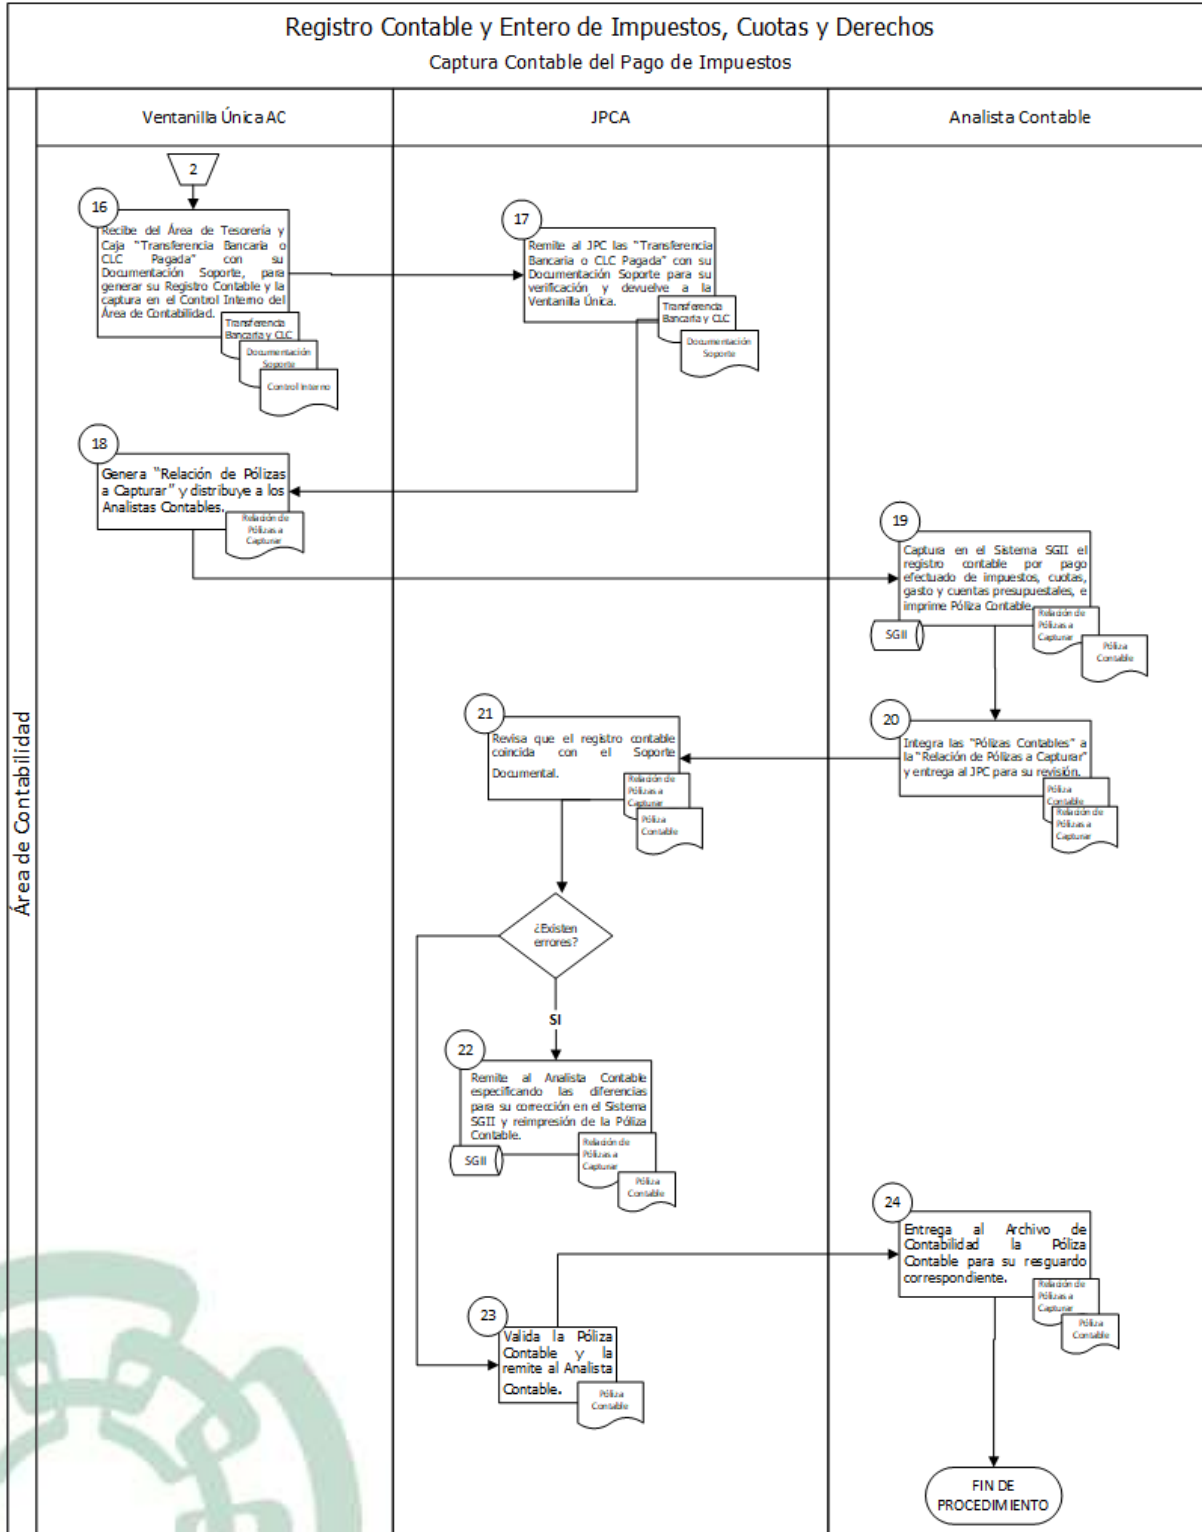 Registro Contable y Entero de Impuestos, Cuotas y Derechos
Captura Contable del Pago de Impuestos
Área de Contabilidad
Ventanilla Única AC
JPCA
Analista Contable
2
16
Recibe del Área de Tesorería y
Caja “Transferencia Bancaria o
CLC Pagada” con su
Documentación Soporte, para
generar su Registro Contable y la
captura en el Control Interno del
Área de Contabilidad.
Transferencia
Bancaria y CLC
Documentación
Soporte
Control Interno
17
Remite al JPC las “Transferencia
Bancaria o CLC Pagada” con su
Documentación Soporte para su
verificación y devuelve a la
Ventanilla Única.
Transferencia
Bancaria y CLC
Documentación
Soporte
18
Genera “Relación de Pólizas
a Capturar” y distribuye a los
Analistas Contables.
Relación de
Pólizas a
Capturar
19
Captura en el Sistema SGII el
registro contable por pago
efectuado de impuestos, cuotas,
gasto y cuentas presupuestales, e
imprime Póliza Contable.
SGII
Relación de
Pólizas a
Capturar
Póliza
Contable
20
Integra las “Pólizas Contables” a
la “Relación de Pólizas a Capturar”
y entrega al JPC para su revisión.
Póliza
Contable
Relación de
Pólizas a
Capturar
21
Revisa que el registro contable
coincida con el Soporte
Documental.
Relación de
Pólizas a
Capturar
Póliza
Contable
¿Existen
errores?
SI
22
Remite al Analista Contable
especificando las diferencias
para su corrección en el Sistema
SGII y reimpresión de la Póliza
Contable.
SGII
Relación de
Pólizas a
Capturar
Póliza
Contable
23
Valida la Póliza
Contable y la
remite al Analista
Contable.
Póliza
Contable
24
Entrega al Archivo de
Contabilidad la Póliza
Contable para su resguardo
correspondiente.
Relación de
Pólizas a
Capturar
Póliza
Contable
FIN DE
PROCEDIMIENTO